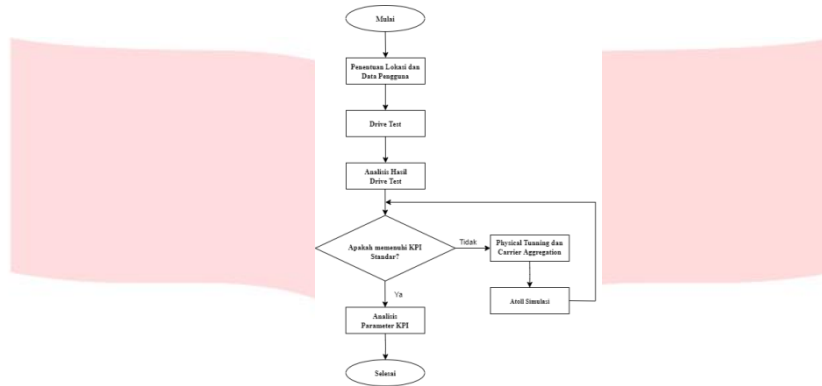 Mulai
Penentuan Lokasi dan
Data Pengguna
Drive Test
Analisis Hasil
Drive Test
Apakah memenuhi KPI
Standar?
Tidak
Physical Tunning dan
Carrier Aggregation
Atoll Simulasi
Ya
Analisis
Parameter KPI
Selesai